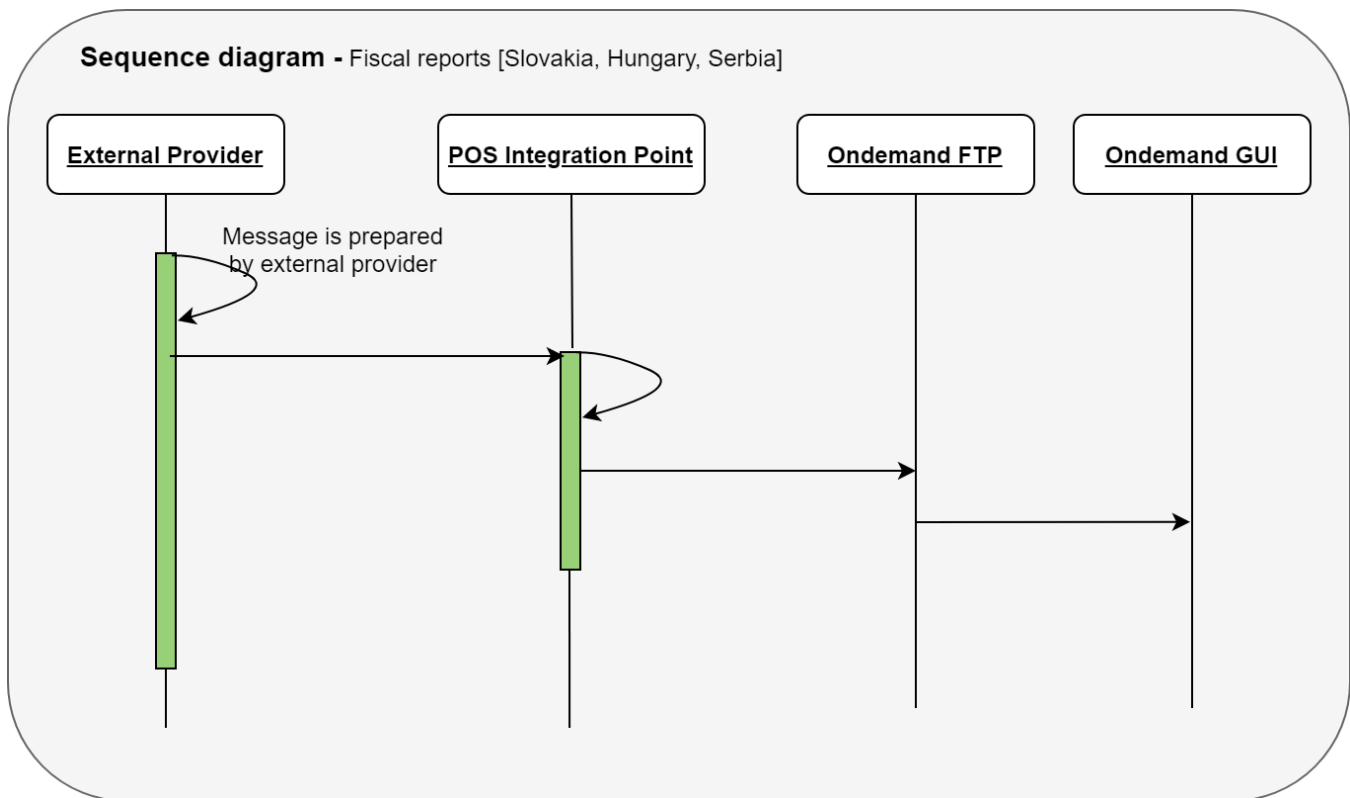 Sequence diagram - Fiscal reports [Slovakia, Hungary, Serbia]
External Provider
POS Integration Point
Ondemand FTP
Ondemand GUI
Message is prepared
by external provider